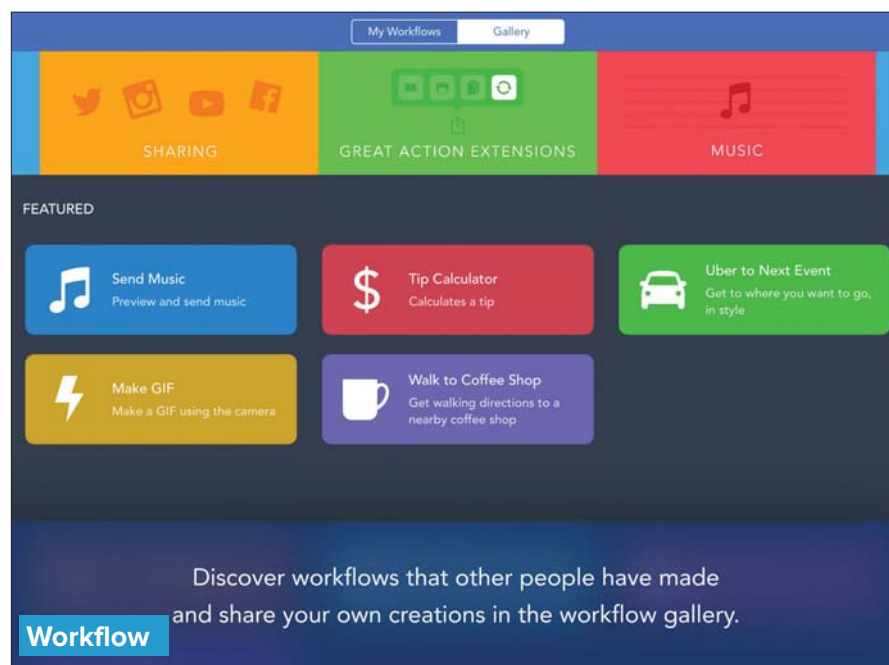 My Workflows
Gallery
SHARING
GREAT ACTION EXTENSIONS
MUSIC
FEATURED
Send Music
Preview and send music
Tip Calculator
Calculates a tip
Uber to Next Event
Get to where you want to go,
in style
Make GIF
Make a GIF using the camera
Walk to Coffee Shop
Get walking directions to a
nearby coffee shop
Discover workflows that other people have made
and share your own creations in the workflow gallery.
Workflow